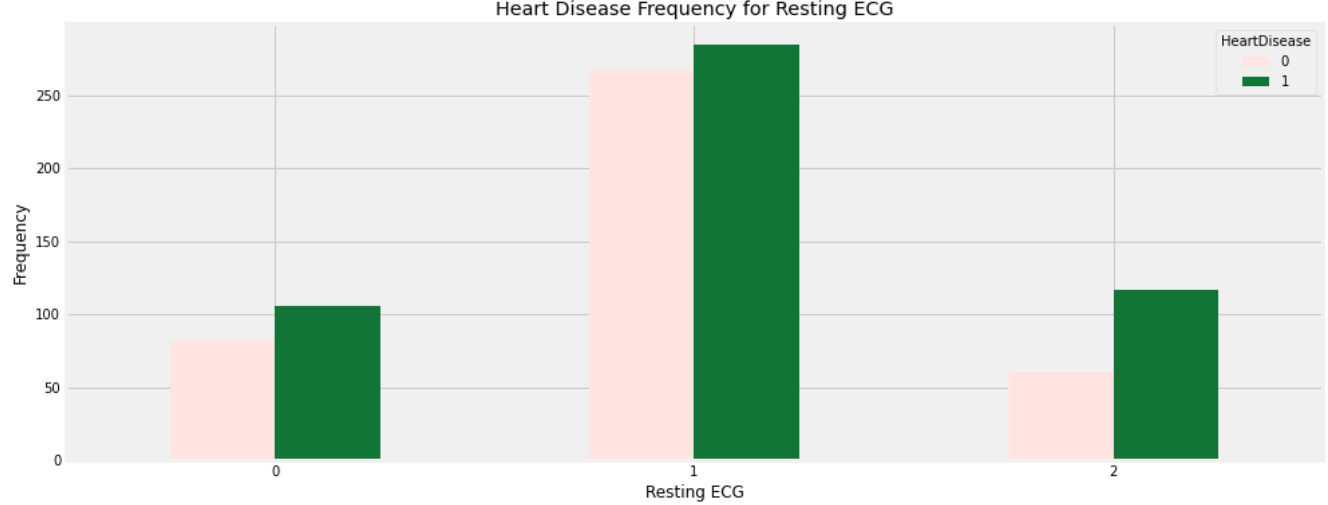 Heart Disease Frequency for Resting ECG
HeartDisease
0
1
250
200
150
100
50
0
Frequency
0 1 2
Resting ECG